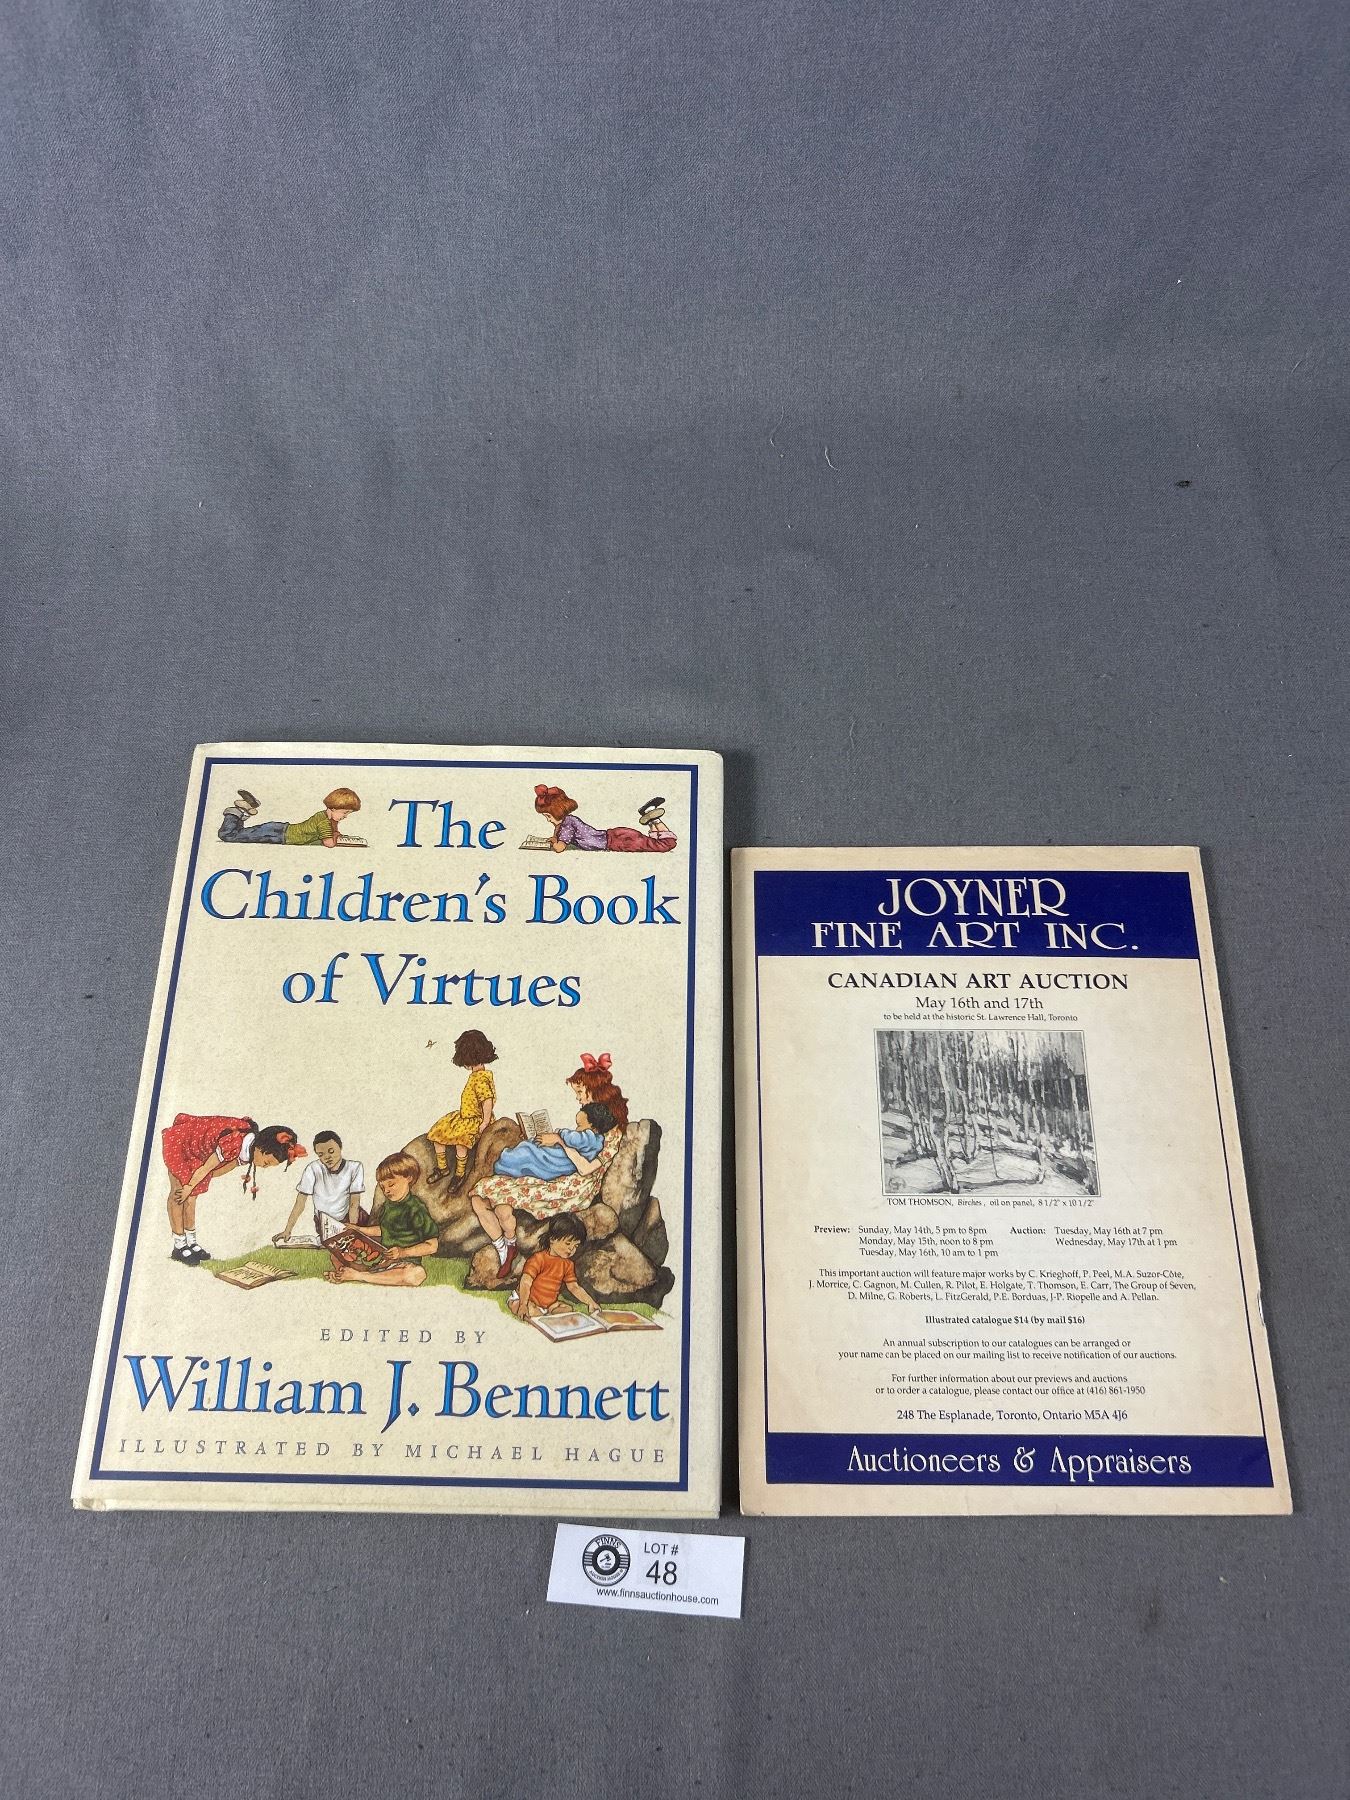 The
Children's Book
of Virtues
EDITED BY
William J. Bennett
ILLUSTRATED BY MICHAEL HAGUE
JOYNER
FINE ART INC.
CANADIAN ART AUCTION
May 16th and 17th
to be held at the historic St. Lawrence Hall, Toronto
TOM THOMSON, Birches, oil on panel, 8 1/2" x 10 1/2"
Preview: Sunday, May 14th, 5 pm to 8pm
Monday, May 15th, noon to 8 pm
Tuesday, May 16th, 10 am to 1 pm
Auction: Tuesday, May 16th at 7 pm
Wednesday, May 17th at 1 pm
This important auction will feature major works by C. Krieghoff, P. Peel, M.A. Suzor-Côte,
J. Morrice, C. Gagnon, M. Cullen, R. Pilot, E. Holgate, T. Thomson, E. Carr, The Group of Seven,
D. Milne, G. Roberts, L. FitzGerald, P.E. Borduas, J-P. Riopelle and A. Pellan.
Illustrated catalogue $14 (by mail $16)
An annual subscription to our catalogues can be arranged or
your name can be placed on our mailing list to receive notification of our auctions.
For further information about our previews and auctions
or to order a catalogue, please contact our office at (416) 861-1950
248 The Esplanade, Toronto, Ontario M5A 4J6
Auctioneers & Appraisers
FINNS
AUCTION HOUSE
LOT #
48
www.finnsauctionhouse.com